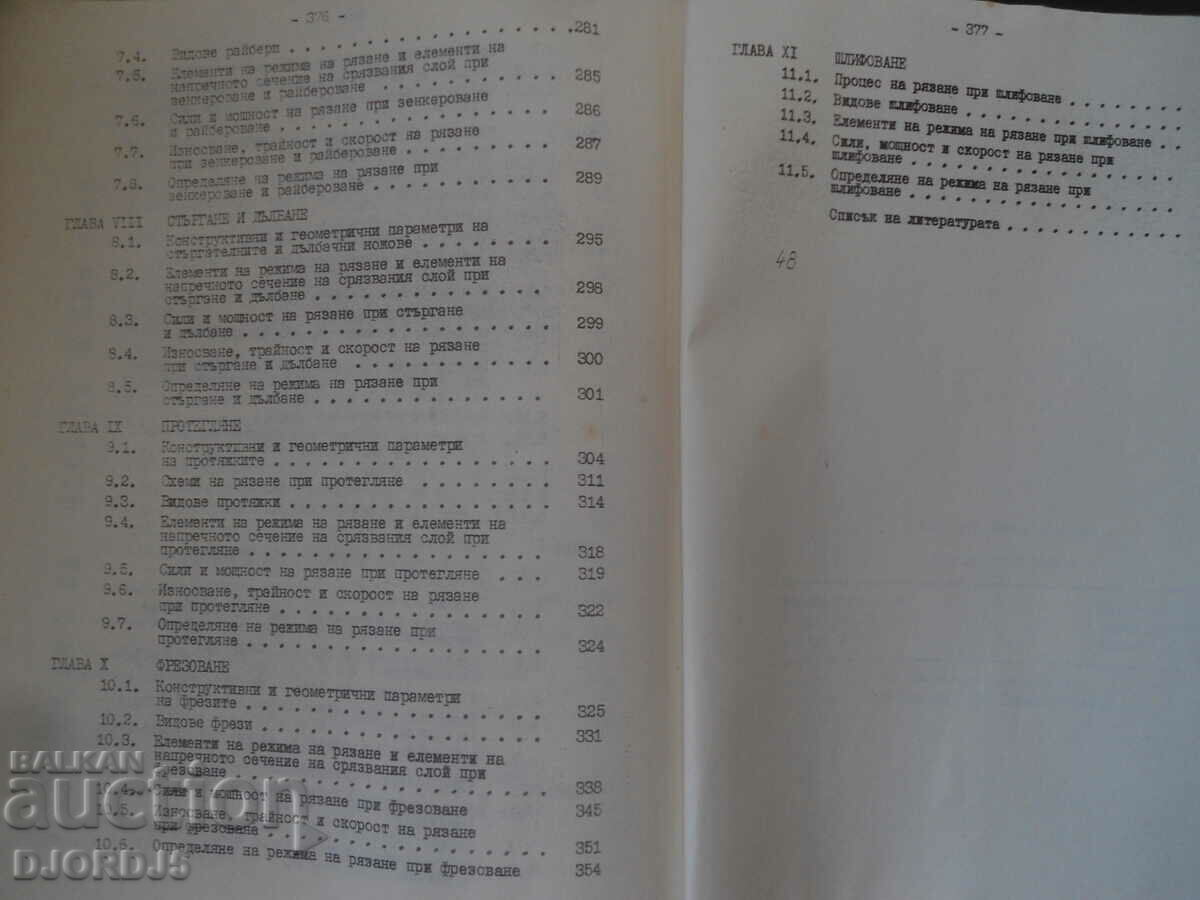 - 376 -
7.4. Видове райбери . . . . . . . . . . . . . . . . .281
7.5. Елементи на режима на рязане и елементи на
напречното сечение на срязвания слой при
зенкероване и райбероване . . . . . . . . . . 285
7.6. Сили и мощност на рязане при зенкероване
и райбероване . . . . . . . . . . . . . . . . 286
7.7. Износване, трайност и скорост на рязане
при зенкероване и райбероване . . . . . . . . 287
7.8. Определяне на режима на рязане при
зенкероване и райбероване . . . . . . . . . . 289
ГЛАВА VIII СТЪРГАНЕ И ДЪЛБАНЕ
8.1. Конструктивни и геометрични параметри на
стъргателните и дълбачни ножове . . . . . . . 295
8.2. Елементи на режима на рязане и елементи на
напречното сечение на срязвания слой при
стъргане и дълбане . . . . . . . . . . . . . 298
8.3. Сили и мощност на рязане при стъргане
и дълбане . . . . . . . . . . . . . . . . . . 299
8.4. Износване, трайност и скорост на рязане
при стъргане и дълбане . . . . . . . . . . . 300
8.5. Определяне на режима на рязане при
стъргане и дълбане . . . . . . . . . . . . . 301
ГЛАВА IX ПРОТЕГЛЯНЕ
9.1. Конструктивни и геометрични параметри
на протяжките . . . . . . . . . . . . . . . . 304
9.2. Схеми на рязане при протегляне . . . . . . . . 311
9.3. Видове протяжки . . . . . . . . . . . . . . . 314
9.4. Елементи на режима на рязане и елементи на
напречното сечение на срязвания слой при
протегляне . . . . . . . . . . . . . . . . . 318
9.5. Сили и мощност на рязане при протегляне . . . 319
9.6. Износване, трайност и скорост на рязане
при протегляне . . . . . . . . . . . . . . . 322
9.7. Определяне на режима на рязане при
протегляне . . . . . . . . . . . . . . . . . 324
ГЛАВА X ФРЕЗОВАНЕ
10.1. Конструктивни и геометрични параметри
на фрезите . . . . . . . . . . . . . . . . . 325
10.2. Видове фрези . . . . . . . . . . . . . . . . 331
10.3. Елементи на режима на рязане и елементи на
напречното сечение на срязвания слой при
фрезоване . . . . . . . . . . . . . . . . . . 338
10.4. Сили и мощност на рязане при фрезоване 345
10.5. Износване, трайност и скорост на рязане
при фрезоване . . . . . . . . . . . . . . . . 351
10.6. Определяне на режима на рязане при фрезоване 354
- 377 -
ГЛАВА XI ШЛИФОВАНЕ
11.1. Процес на рязане при шлифоване . . . . . . . .
11.2. Видове шлифоване . . . . . . . . . . . . . . .
11.3. Елементи на режима на рязане при шлифоване . .
11.4. Сили, мощност и скорост на рязане при
шлифоване . . . . . . . . . . . . . . . . . .
11.5. Определяне на режима на рязане при
шлифоване . . . . . . . . . . . . . . . . . .
Списък на литературата . . . . . . . . . . . .
48
BALKAN
auction
DJORDJ5